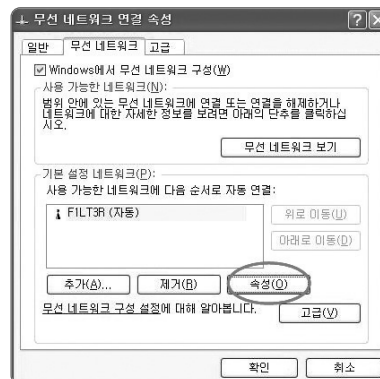 무선 네트워크 연결 속성
일반 무선 네트워크 고급
Windows에서 무선 네트워크 구성(W)
사용 가능한 네트워크(N):
범위 안에 있는 무선 네트워크에 연결 또는 연결을 해제하거나
네트워크에 대한 자세한 정보를 보려면 아래의 단추를 클릭하십
시오.
무선 네트워크 보기
기본 설정 네트워크(P):
사용 가능한 네트워크에 다음 순서로 자동 연결:
F1LT3R (자동)
위로 이동(U)
아래로 이동(D)
추가(A)... 제거(R) 속성(O)
무선 네트워크 구성 설정에 대해 알아봅니다.
고급(V)
확인 취소